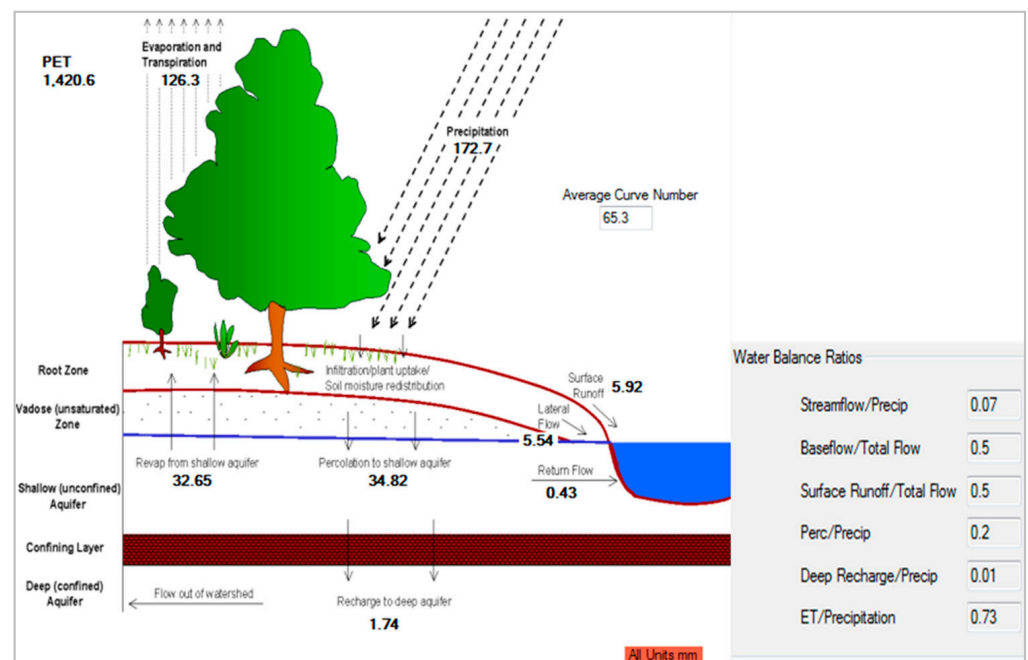 PET
1,420.6
Evaporation and
Transpiration
126.3
Precipitation
172.7
Average Curve Number
65.3
Root Zone
Infiltration/plant uptake/
Soil moisture redistribution
Surface
Runoff
5.92
Vadose (unsaturated)
Zone
Lateral
Flow
5.54
Revap from shallow aquifer
32.65
Percolation to shallow aquifer
34.82
Return Flow
0.43
Shallow (unconfined)
Aquifer
Confining Layer
Deep (confined)
Aquifer
Flow out of watershed
Recharge to deep aquifer
1.74
All Units mm
Water Balance Ratios
Streamflow/Precip 0.07
Baseflow/Total Flow 0.5
Surface Runoff/Total Flow 0.5
Perc/Precip 0.2
Deep Recharge/Precip 0.01
ET/Precipitation 0.73